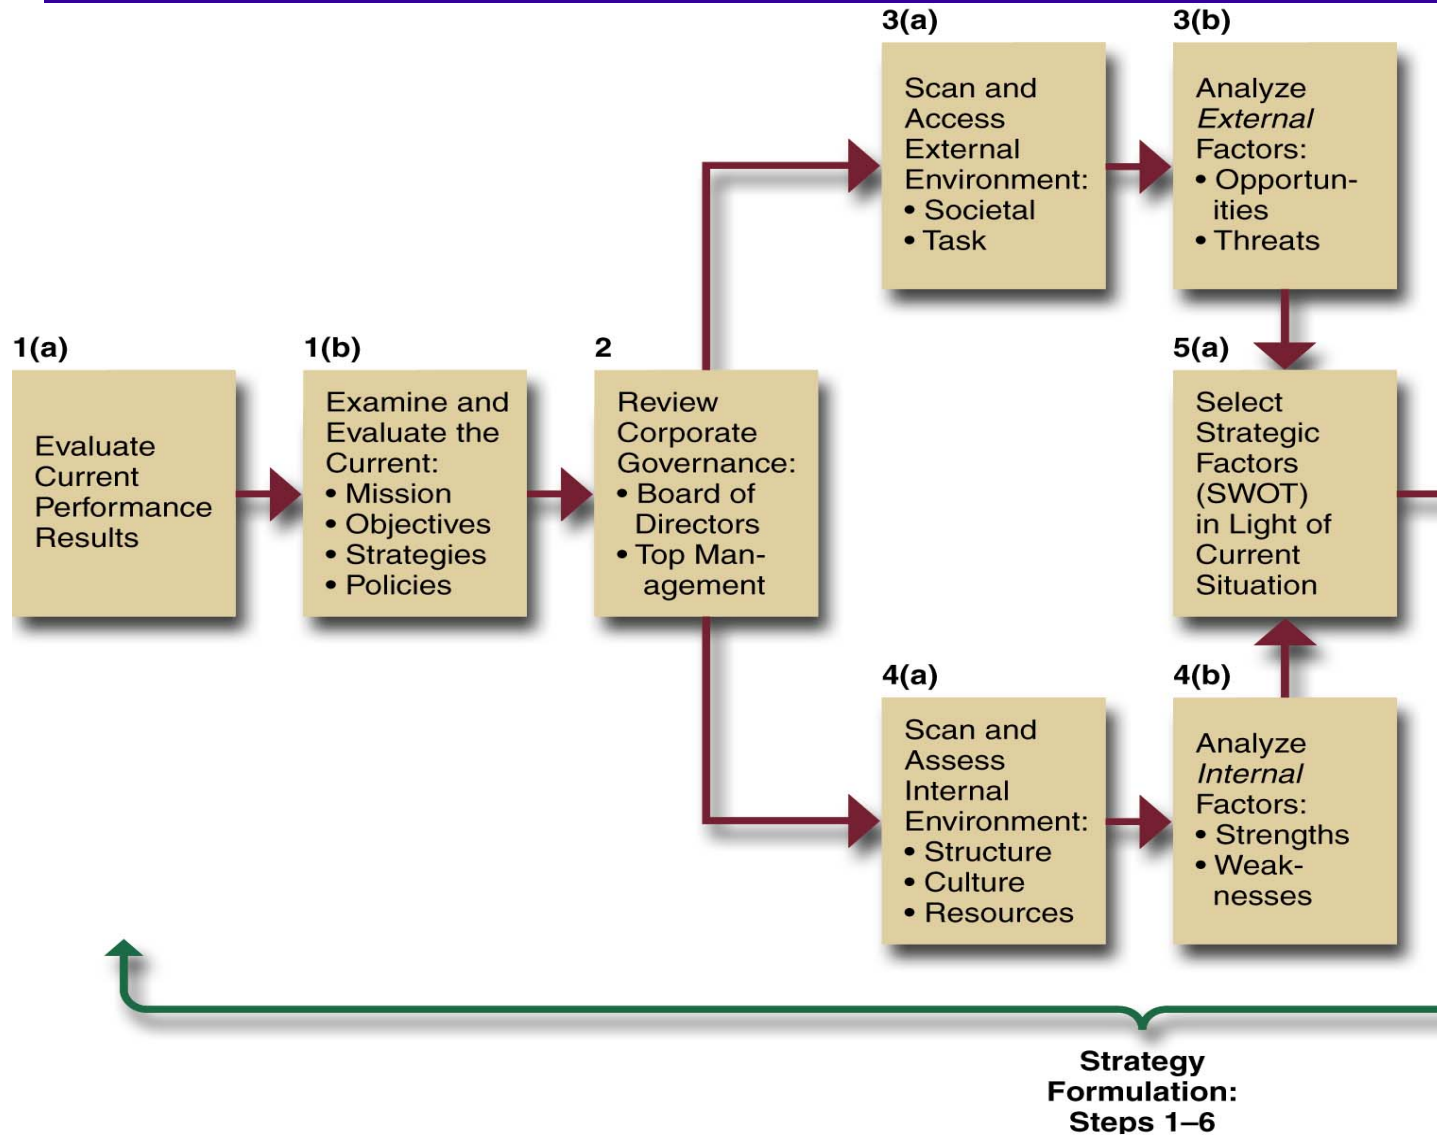 3(a)
Scan and
Access
External
Environment:
• Societal
• Task
3(b)
Analyze
External
Factors:
• Opportun-
ities
• Threats
1(a)
Evaluate
Current
Performance
Results
1(b)
Examine and
Evaluate the
Current:
• Mission
• Objectives
• Strategies
• Policies
2
Review
Corporate
Governance:
• Board of
Directors
• Top Man-
agement
5(a)
Select
Strategic
Factors
(SWOT)
in Light of
Current
Situation
4(a)
Scan and
Assess
Internal
Environment:
• Structure
• Culture
• Resources
4(b)
Analyze
Internal
Factors:
• Strengths
• Weak-
nesses
Strategy
Formulation:
Steps 1–6